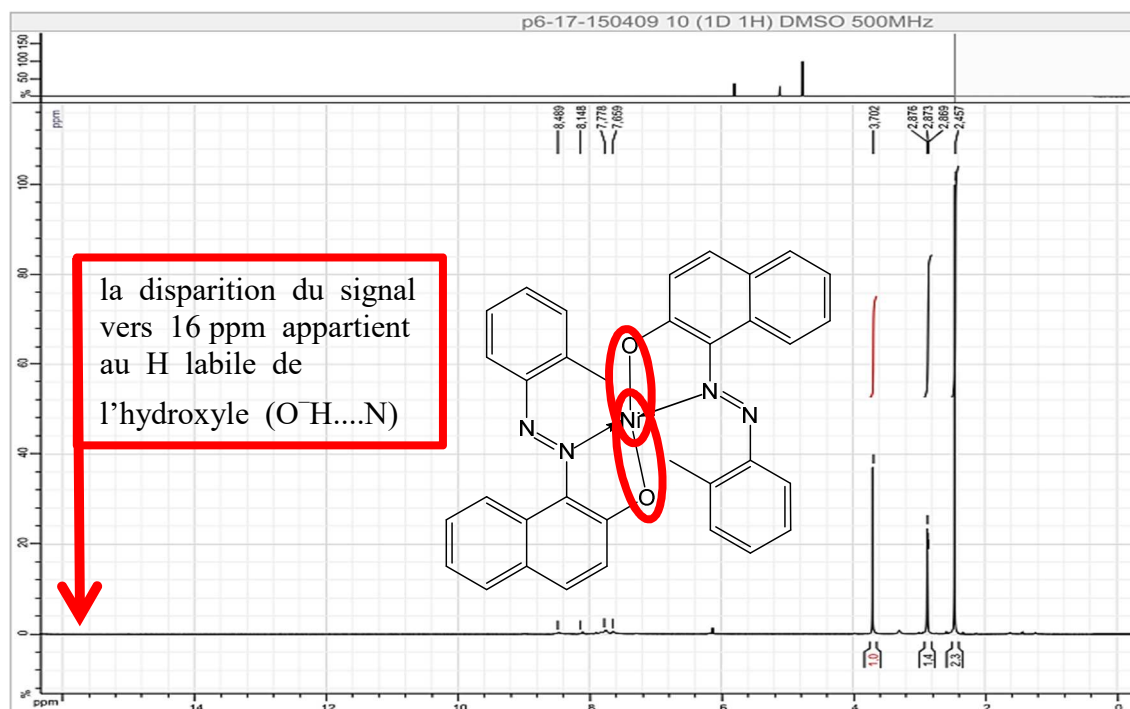 p6-17-150409 10 (1D 1H) DMSO 500MHz
% 50 100 150
ppm
8,489
8,148
7,778
7,659
3,702
2,876
2,873
2,869
2,457
100
80
60
40
20
0
%
la disparition du signal
vers 16 ppm appartient
au H labile de
l’hydroxyle (O‾H....N)
O
N
N
Ni
N
N
O
1.0
1.4
2.3
ppm
14
12
10
8
6
4
2
0